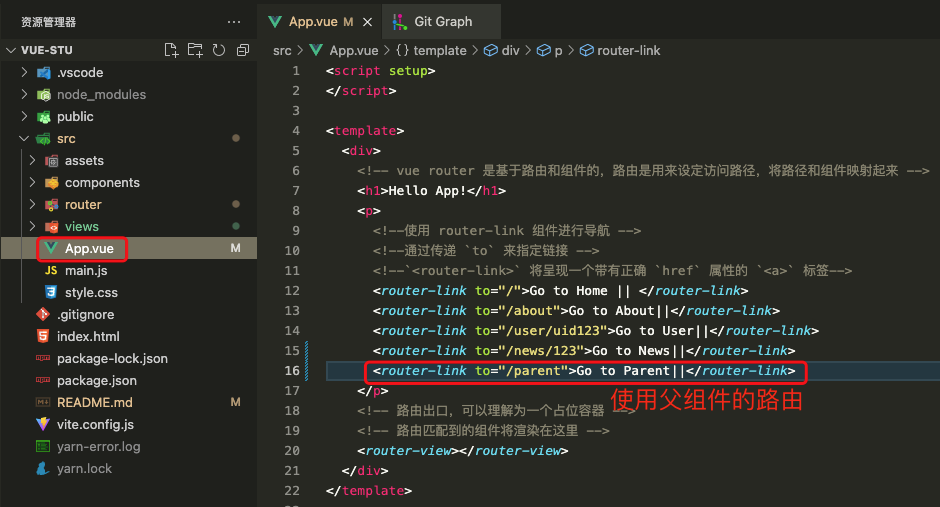 资源管理器
···
VUE-STU
.vscode
node_modules
public
src
assets
components
router
views
App.vue
M
JS main.js
style.css
.gitignore
index.html
package-lock.json
package.json
README.md
M
vite.config.js
yarn-error.log
yarn.lock
App.vue M
Git Graph
src > App.vue > {} template > div > p > router-link
1 <script setup>
2 </script>
3
4 <template>
5 <div>
6 <!-- vue router 是基于路由和组件的，路由是用来设定访问路径，将路径和组件映射起来 -->
7 <h1>Hello App!</h1>
8 <p>
9 <!--使用 router-link 组件进行导航 -->
10 <!--通过传递 `to` 来指定链接 -->
11 <!--`<router-link>` 将呈现一个带有正确 `href` 属性的 `<a>` 标签-->
12 <router-link to="/">Go to Home || </router-link>
13 <router-link to="/about">Go to About||</router-link>
14 <router-link to="/user/uid123">Go to User||</router-link>
15 <router-link to="/news/123">Go to News||</router-link>
16 <router-link to="/parent">Go to Parent||</router-link>
17 </p>
使用父组件的路由
18 <!-- 路由出口，可以理解为一个占位容器 -->
19 <!-- 路由匹配到的组件将渲染在这里 -->
20 <router-view></router-view>
21 </div>
22 </template>